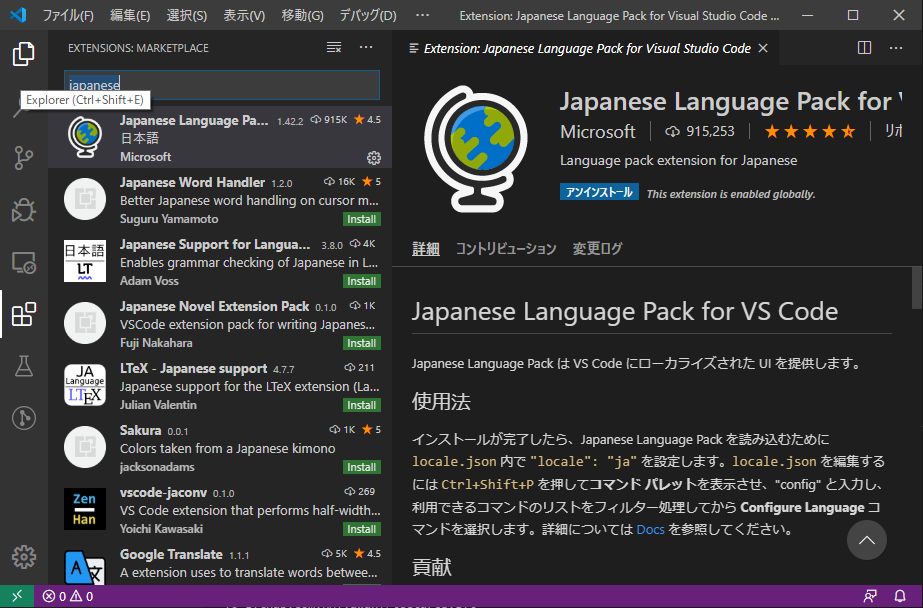 ファイル(F) 編集(E) 選択(S) 表示(V) 移動(G) デバッグ(D) ··· Extension: Japanese Language Pack for Visual Studio Code ...
EXTENSIONS: MARKETPLACE
japanese
Explorer (Ctrl+Shift+E)
Japanese Language Pa... 1.42.2 915K ★ 4.5
日本語
Microsoft
Japanese Word Handler 1.2.0 16K ★ 5
Better Japanese word handling on cursor m...
Suguru Yamamoto Install
日本語
LT
Japanese Support for Langua... 3.8.0 4K
Enables grammar checking of Japanese in L...
Adam Voss Install
Japanese Novel Extension Pack 0.1.0 1K
VSCode extension pack for writing Japanes...
Fuji Nakahara Install
JA
Language
LTEX
LTeX - Japanese support 4.7.7 211
Japanese support for the LTeX extension (La...
Julian Valentin Install
Sakura 0.0.1 1K ★ 5
Colors taken from a Japanese kimono
jacksonadams Install
Zen
Han
vscode-jaconv 0.1.0 269
VS Code extension that performs half-width...
Yoichi Kawasaki Install
Google Translate 1.1.1 5K ★ 4.5
A extension uses to translate words betwee...
Extension: Japanese Language Pack for Visual Studio Code
Japanese Language Pack for V
Microsoft 915,253 リポ
Language pack extension for Japanese
アンインストール This extension is enabled globally.
詳細 コントリビューション 変更ログ
Japanese Language Pack for VS Code
Japanese Language Pack は VS Code にローカライズされた UI を提供します。
使用法
インストールが完了したら、Japanese Language Pack を読み込むために
locale.json 内で "locale": "ja" を設定します。locale.json を編集する
には Ctrl+Shift+P を押してコマンド パレットを表示させ、"config" と入力し、
利用できるコマンドのリストをフィルター処理してから Configure Language コ
マンドを選択します。詳細については Docs を参照してください。
貢献
0 0